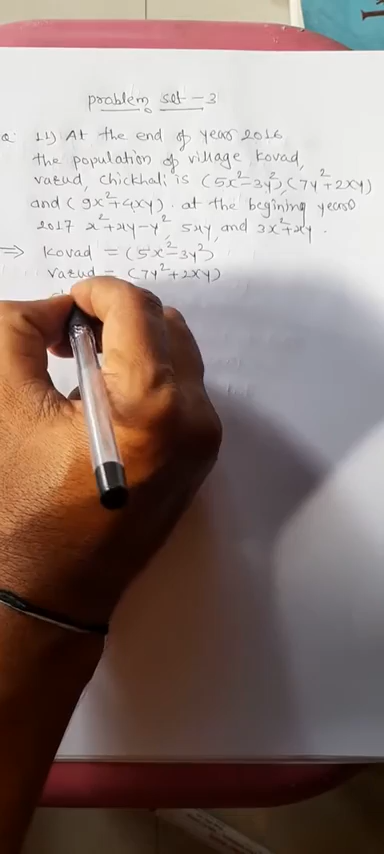 problem set - 3
Q. 11) At the end of year 2016
the population of village kovad,
varud, chickhali is (5x²-3y²), (7y²+2xy)
and (9x²+4xy). at the begining years
2017 x²+xy-y², 5xy, and 3x²+xy.
⇒ kovad = (5x²-3y²)
varud = (7y²+2xy)